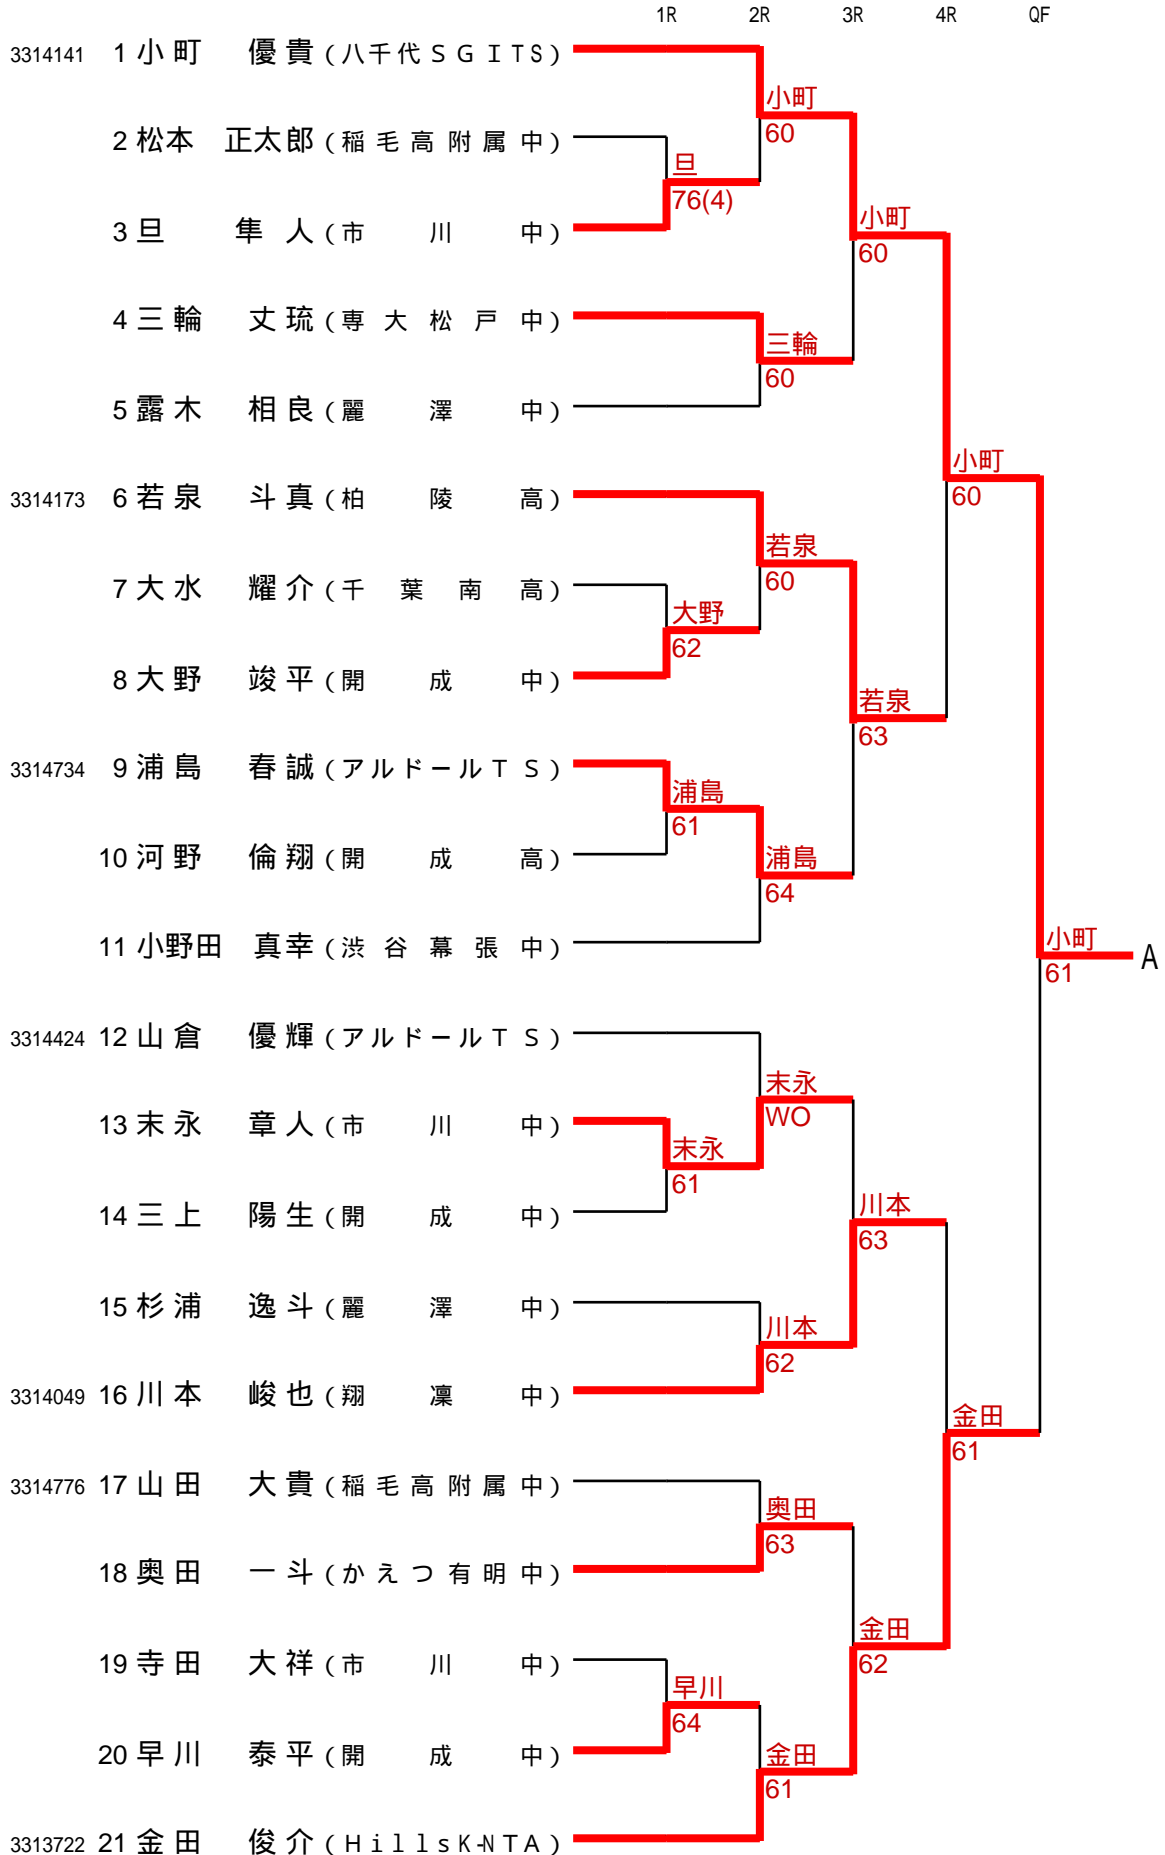 1R 2R 3R 4R QF
3314141 1 小町 優貴 (八千代SGITS)
小町
60
2 松本 正太郎 (稲毛高附属中)
旦
76(4)
3 旦 隼人 (市川中)
小町
60
4 三輪 丈琉 (専大松戸中)
三輪
60
5 露木 相良 (麗澤中)
小町
60
3314173 6 若泉 斗真 (柏陵高)
若泉
60
7 大水 耀介 (千葉南高)
大野
62
8 大野 竣平 (開成中)
若泉
63
3314734 9 浦島 春誠 (アルドールTS)
浦島
61
10 河野 倫翔 (開成高)
浦島
64
11 小野田 真幸 (渋谷幕張中)
小町
61
A
3314424 12 山倉 優輝 (アルドールTS)
末永
WO
13 末永 章人 (市川中)
末永
61
14 三上 陽生 (開成中)
川本
63
15 杉浦 逸斗 (麗澤中)
川本
62
3314049 16 川本 峻也 (翔凜中)
金田
61
3314776 17 山田 大貴 (稲毛高附属中)
奥田
63
18 奥田 一斗 (かえつ有明中)
金田
62
19 寺田 大祥 (市川中)
早川
64
20 早川 泰平 (開成中)
金田
61
3313722 21 金田 俊介 (HillsK-NTA)